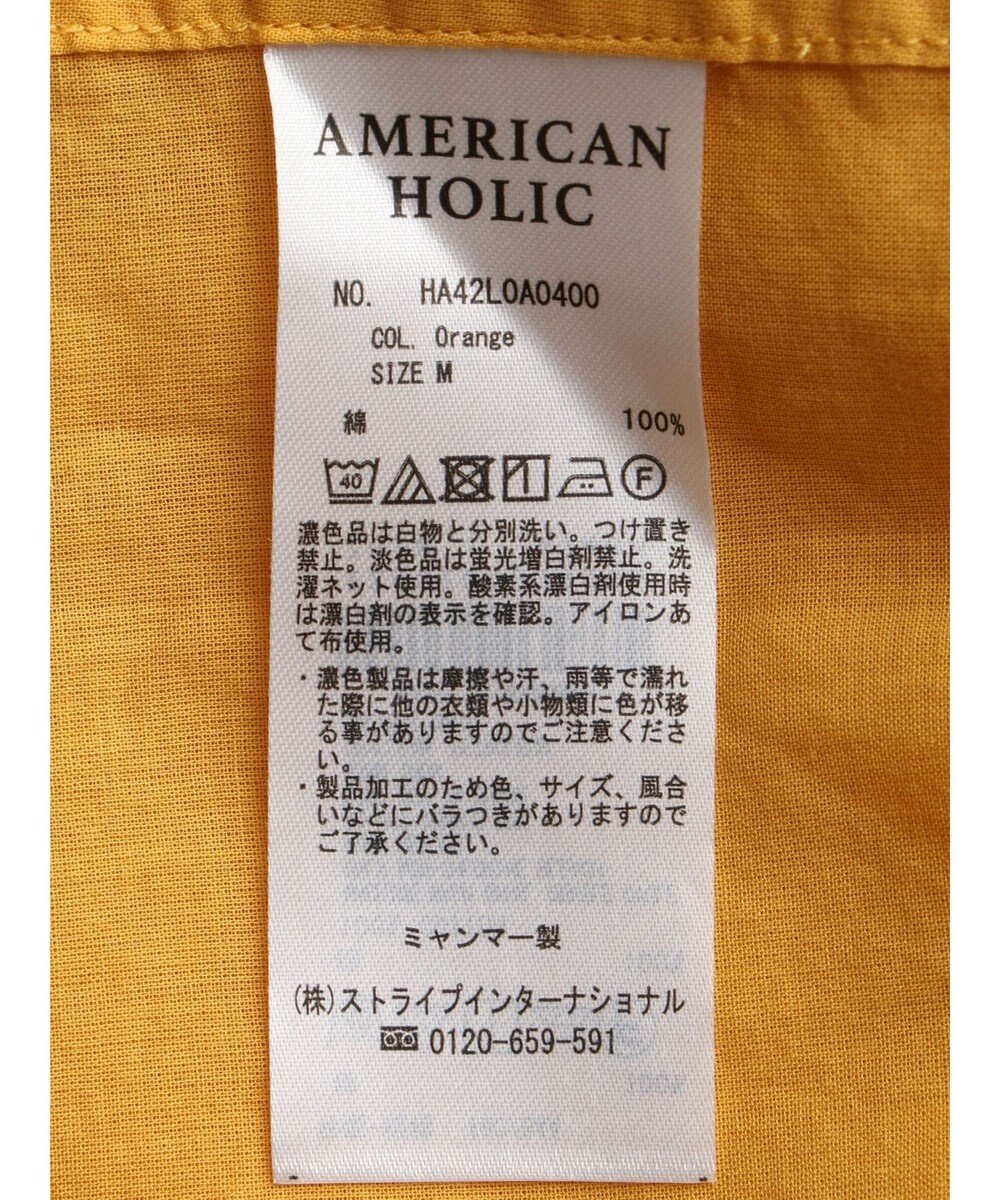 AMERICAN
HOLIC
NO. HA42L0A0400
COL. Orange
SIZE M
綿 100%
40 F
濃色品は白物と分別洗い。つけ置き
禁止。淡色品は蛍光増白剤禁止。洗
濯ネット使用。酸素系漂白剤使用時
は漂白剤の表示を確認。アイロンあ
て布使用。
・濃色製品は摩擦や汗、雨等で濡れ
た際に他の衣類や小物類に色が移
る事がありますのでご注意くださ
い。
・製品加工のため色、サイズ、風合
いなどにバラつきがありますので
ご了承ください。
ミャンマー製
(株)ストライプインターナショナル
0120-659-591